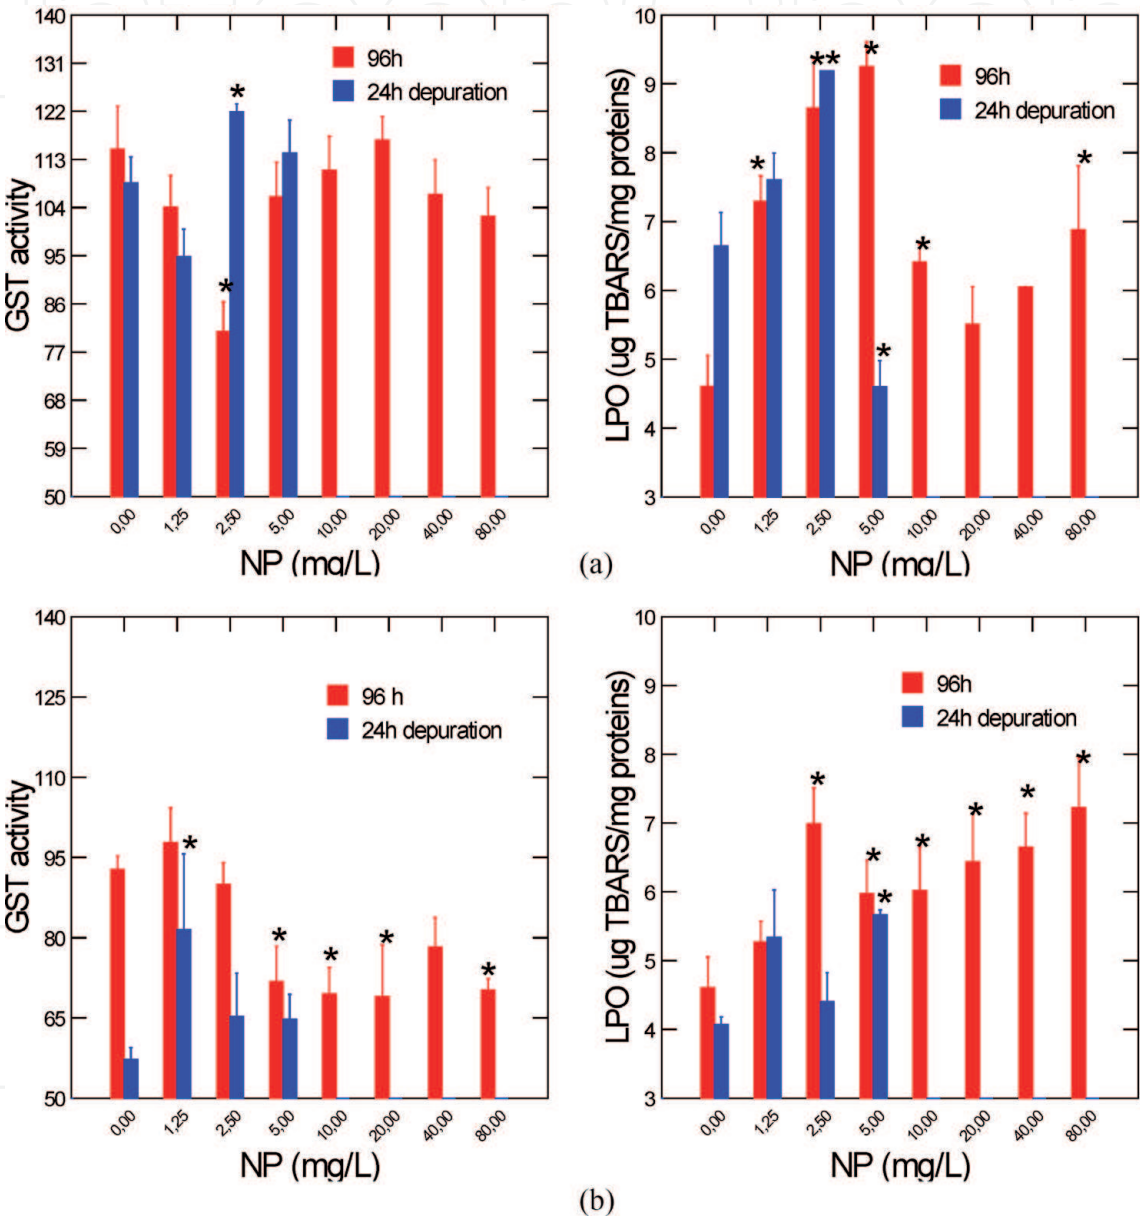 140
131
122
113
104
95
86
77
68
59
50
GST activity
96h
24h depuration
*
*
0,00 1,25 2,50 5,00 10,00 20,00 40,00 80,00
NP (mg/L)
10
9
8
7
6
5
4
3
LPO (ug TBARS/mg proteins)
96h
24h depuration
*
**
*
*
*
*
0,00 1,25 2,50 5,00 10,00 20,00 40,00 80,00
NP (mg/L)
(a)
140
125
110
95
80
65
50
GST activity
96 h
24h depuration
*
*
*
*
*
0,00 1,25 2,50 5,00 10,00 20,00 40,00 80,00
NP (mg/L)
10
9
8
7
6
5
4
3
LPO (ug TBARS/mg proteins)
96h
24h depuration
*
*
*
*
*
*
*
0,00 1,25 2,50 5,00 10,00 20,00 40,00 80,00
NP (mg/L)
(b)